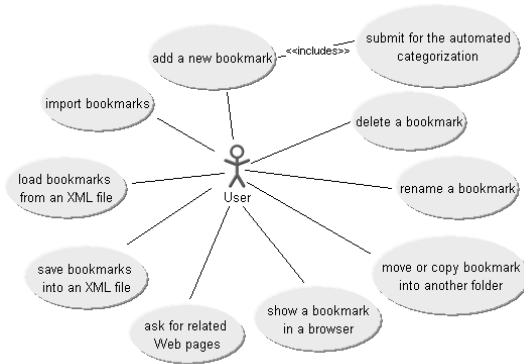 add a new bookmark
<<includes>>
submit for the automated
categorization
import bookmarks
delete a bookmark
load bookmarks
from an XML file
User
rename a bookmark
save bookmarks
into an XML file
move or copy bookmark
into another folder
ask for related
Web pages
show a bookmark
in a browser